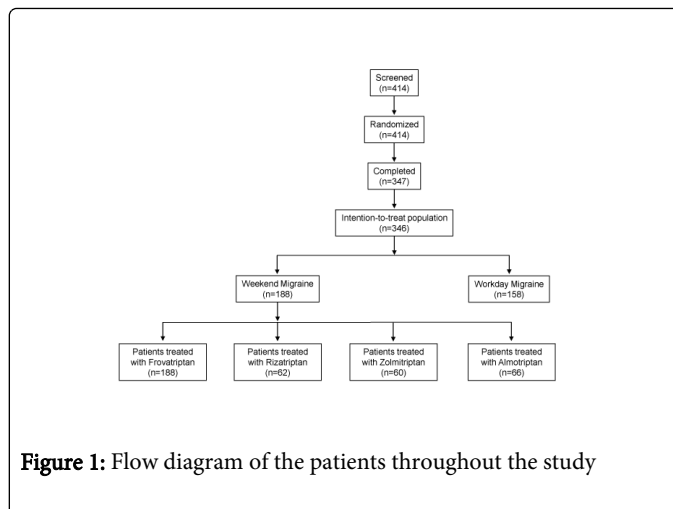 Screened
(n=414)
Randomized
(n=414)
Completed
(n=347)
Intention-to-treat population
(n=346)
Weekend Migraine
(n=188)
Workday Migraine
(n=158)
Patients treated
with Frovatriptan
(n=188)
Patients treated
with Rizatriptan
(n=62)
Patients treated
with Zolmitriptan
(n=60)
Patients treated
with Almotriptan
(n=66)
Figure 1: Flow diagram of the patients throughout the study